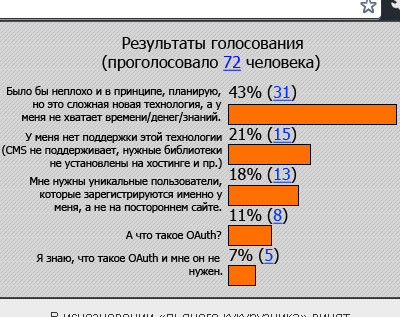 Результаты голосования
(проголосовало 72 человека)
Было бы неплохо и в принципе, планирую,
но это сложная новая технология, а у
меня не хватает времени/денег/знаний.
43% (31)
У меня нет поддержки этой технологии
(CMS не поддерживает, нужные библиотеки
не установлены на хостинге и пр.)
21% (15)
Мне нужны уникальные пользователи,
которые зарегистрируются именно у
меня, а не на постороннем сайте.
18% (13)
А что такое OAuth?
11% (8)
Я знаю, что такое OAuth и мне он не
нужен.
7% (5)